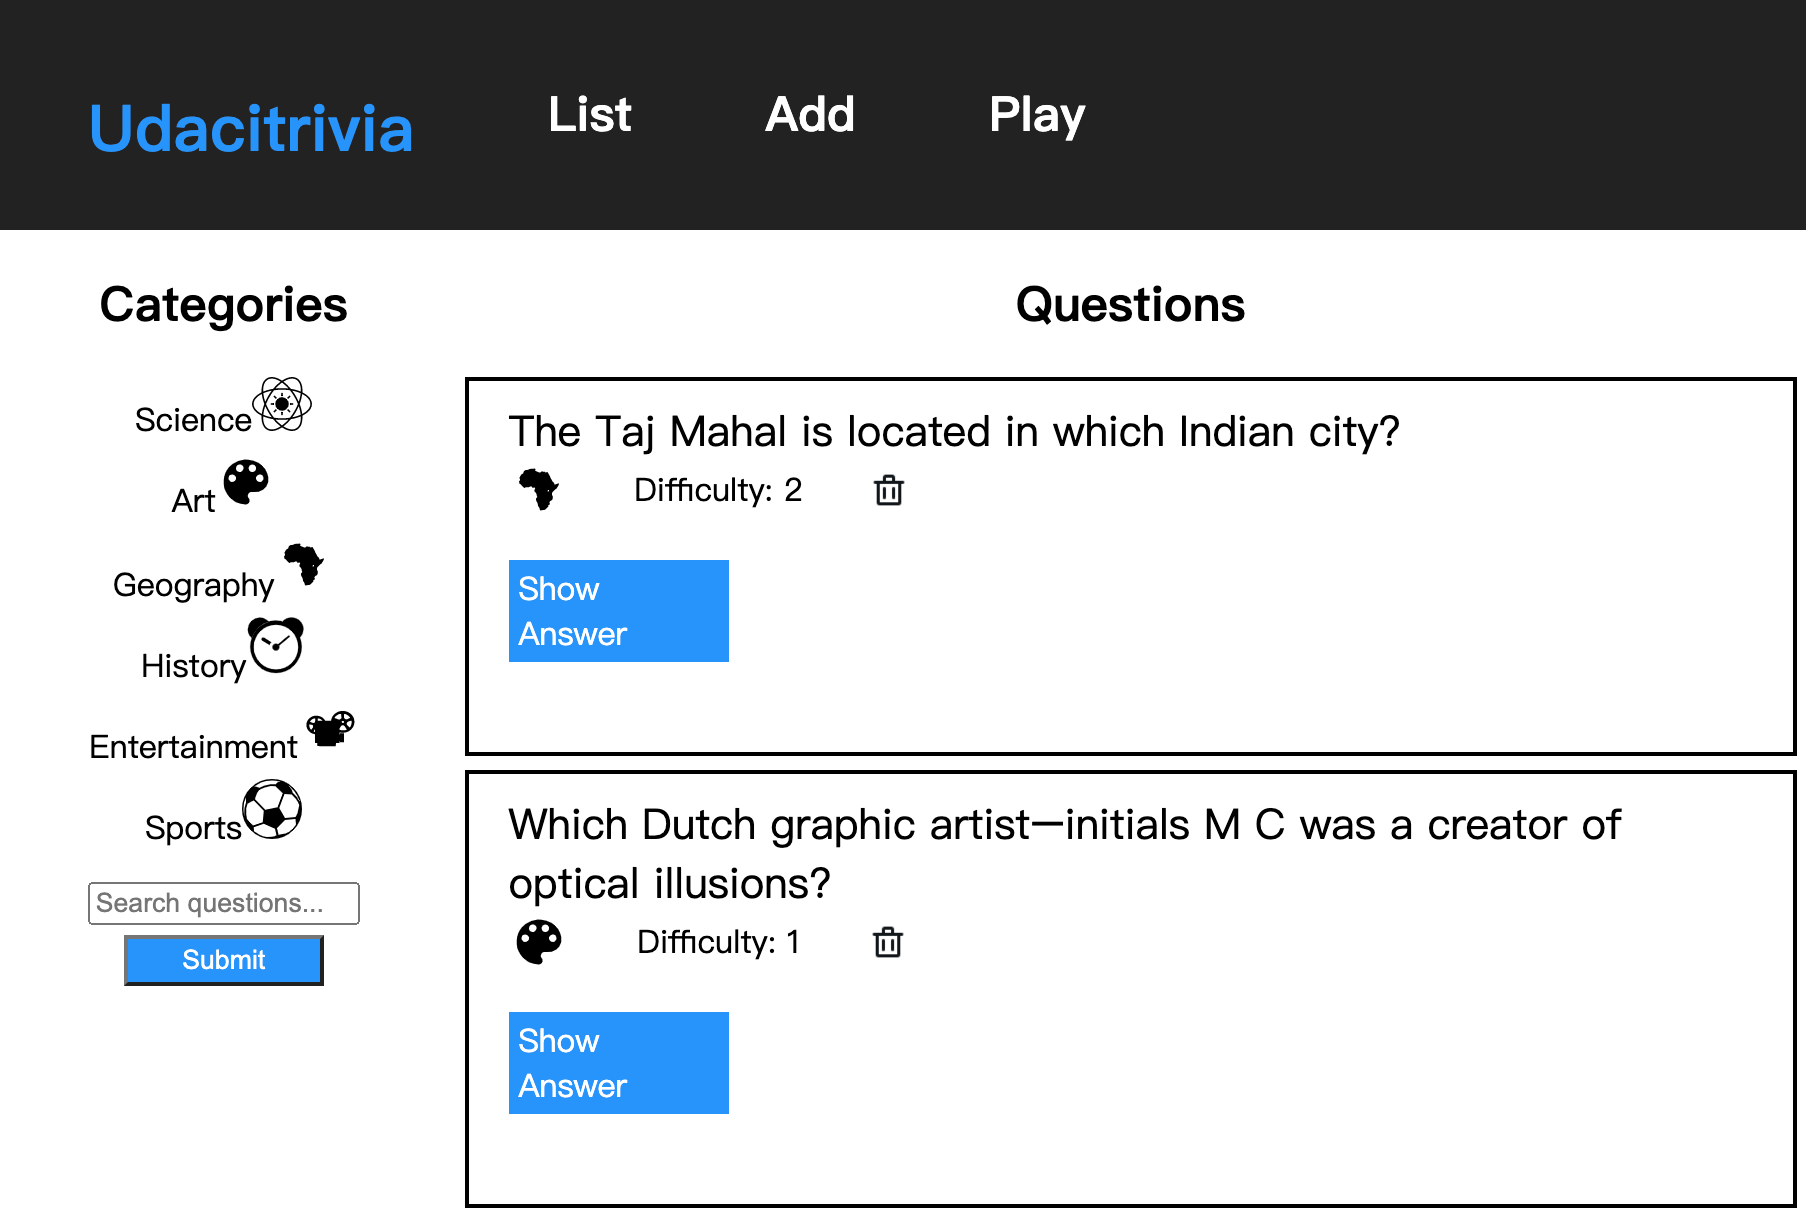 Udacitrivia
List
Add
Play
Categories
Science
Art
Geography
History
Entertainment
Sports
Search questions...
Submit
Questions
The Taj Mahal is located in which Indian city?
Difficulty: 2
Show
Answer
Which Dutch graphic artist—initials M C was a creator of
optical illusions?
Difficulty: 1
Show
Answer